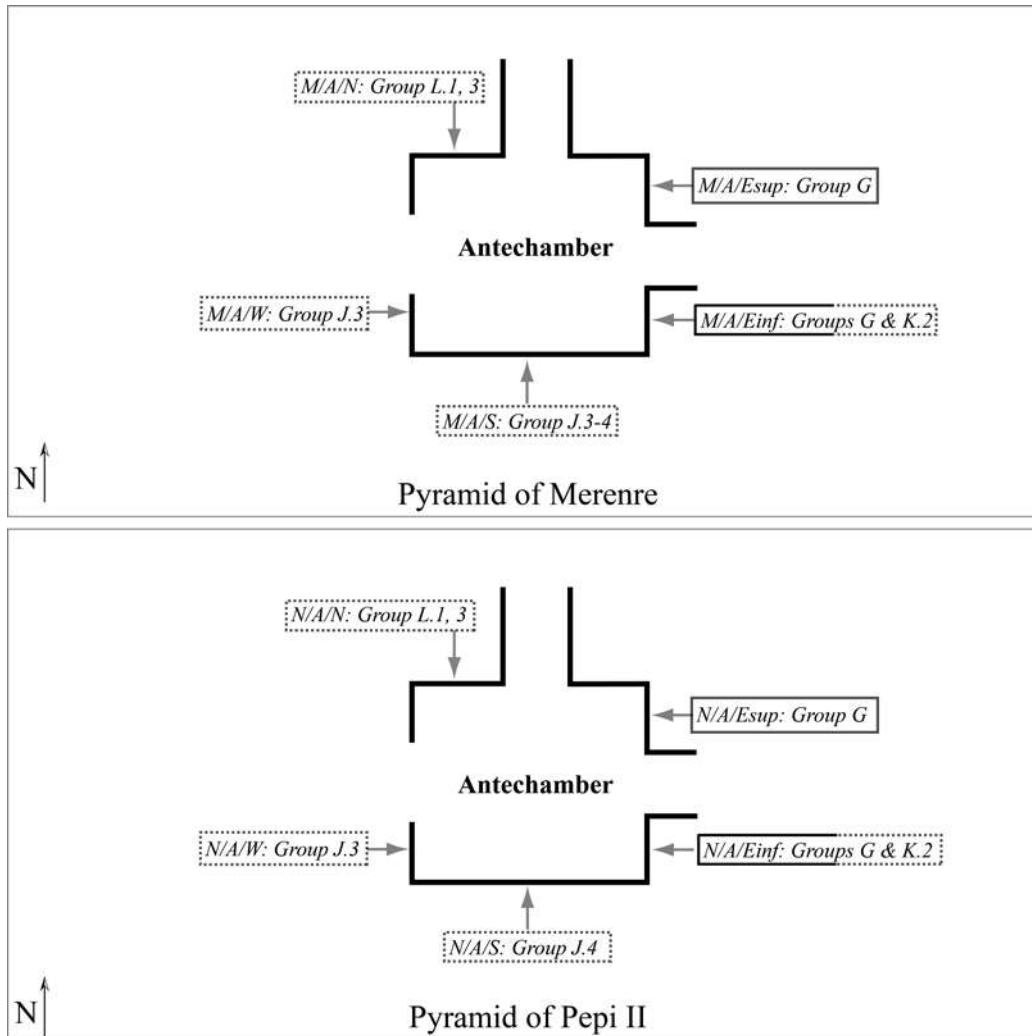 M/A/N: Group L.1, 3
M/A/Esup: Group G
Antechamber
M/A/W: Group J.3
M/A/Einf: Groups G & K.2
M/A/S: Group J.3-4
N
Pyramid of Merenre
N/A/N: Group L.1, 3
N/A/Esup: Group G
Antechamber
N/A/W: Group J.3
N/A/Einf: Groups G & K.2
N/A/S: Group J.4
N
Pyramid of Pepi II